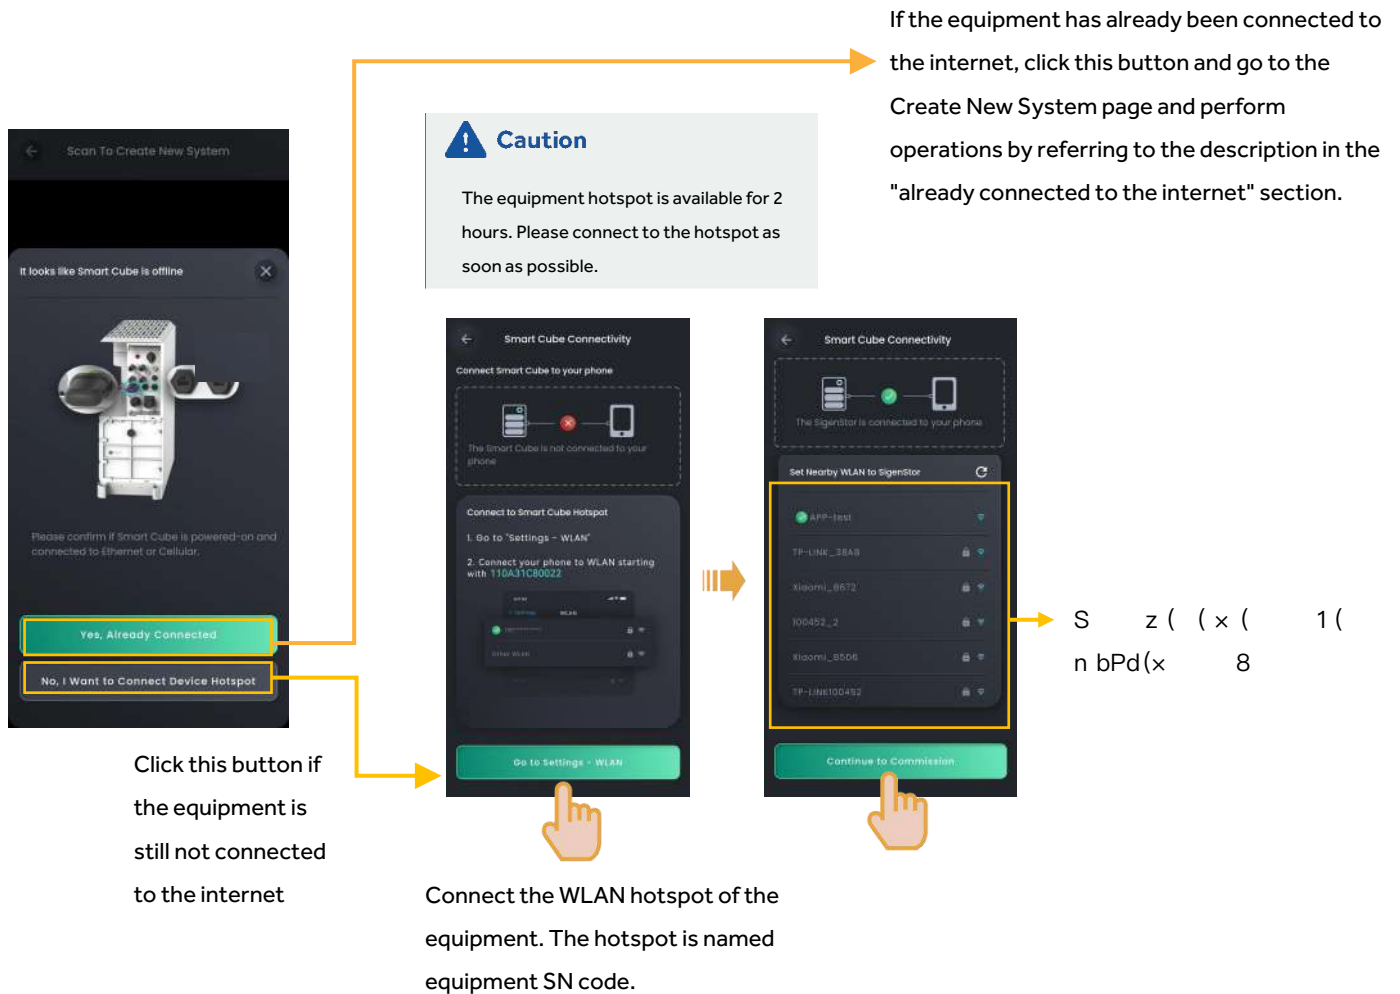 If the equipment has already been connected to
the internet, click this button and go to the
Create New System page and perform
operations by referring to the description in the
"already connected to the internet" section.
Caution
The equipment hotspot is available for 2
hours. Please connect to the hotspot as
soon as possible.
Scan To Create New System
It looks like Smart Cube is offline
Please confirm if Smart Cube is powered-on and
connected to Ethernet or Cellular.
Yes, Already Connected
No, I Want to Connect Device Hotspot
Click this button if
the equipment is
still not connected
to the internet
Smart Cube Connectivity
Connect Smart Cube to your phone
The Smart Cube is not connected to your
phone
Connect to Smart Cube Hotspot
1. Go to "Settings - WLAN"
2. Connect your phone to WLAN starting
with 110A31C80022
WLAN
Other WLAN
Go to Settings - WLAN
Connect the WLAN hotspot of the
equipment. The hotspot is named
equipment SN code.
Smart Cube Connectivity
The SigenStor is connected to your phone
Set Nearby WLAN to SigenStor
APP-test
TP-LINK_38A8
Xiaomi_8672
100452_2
Xiaomi_B5D6
TP-LINK100452
Continue to Commission
S z ( ( × ( 1 (
n bPd(× 8